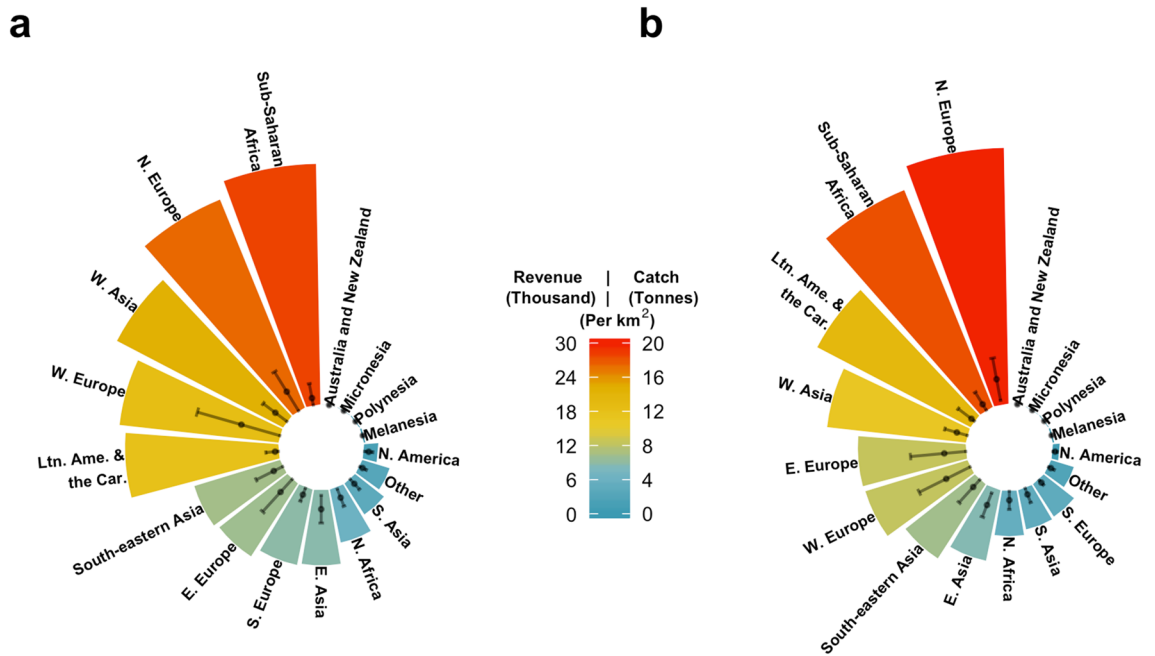 a
b
Sub-Saharan
Africa
N. Europe
W. Asia
W. Europe
Ltn. Ame. &
the Car.
South-eastern Asia
E. Europe
S. Europe
E. Asia
N. Africa
S. Asia
Other
N. America
Melanesia
Polynesia
Micronesia
Australia and New Zealand
Revenue | Catch
(Thousand) | (Tonnes)
(Per km²)
30 20
24 16
18 12
12 8
6 4
0 0
N. Europe
Sub-Saharan
Africa
Ltn. Ame. &
the Car.
W. Asia
E. Europe
W. Europe
South-eastern Asia
E. Asia
N. Africa
S. Asia
S. Europe
Other
N. America
Melanesia
Polynesia
Micronesia
Australia and New Zealand